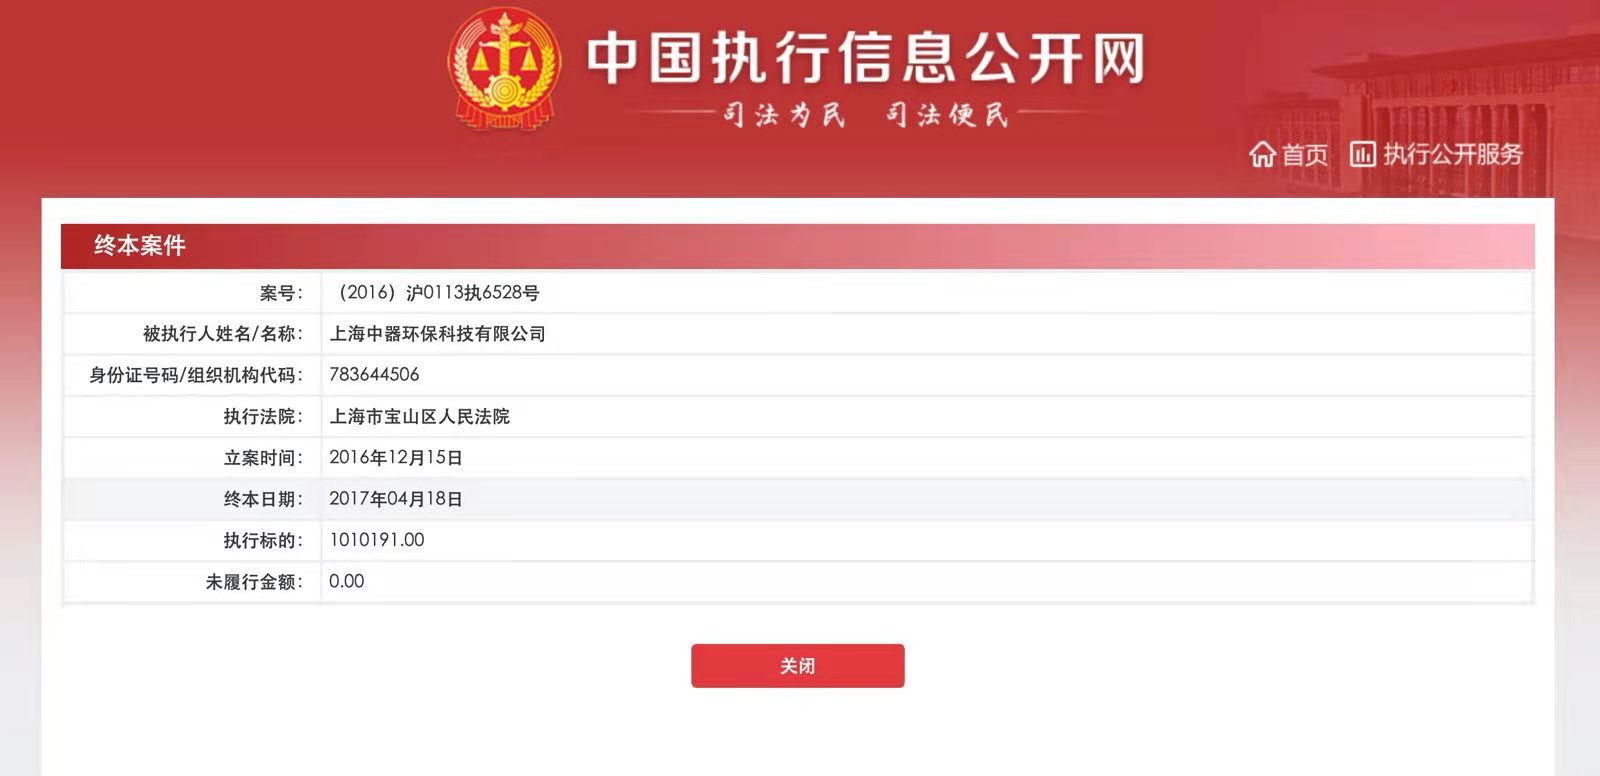 中国执行信息公开网
司法为民 司法便民
首页 执行公开服务
终本案件
案号： （2016）沪0113执6528号
被执行人姓名/名称： 上海中器环保科技有限公司
身份证号码/组织机构代码： 783644506
执行法院： 上海市宝山区人民法院
立案时间： 2016年12月15日
终本日期： 2017年04月18日
执行标的： 1010191.00
未履行金额： 0.00
关闭